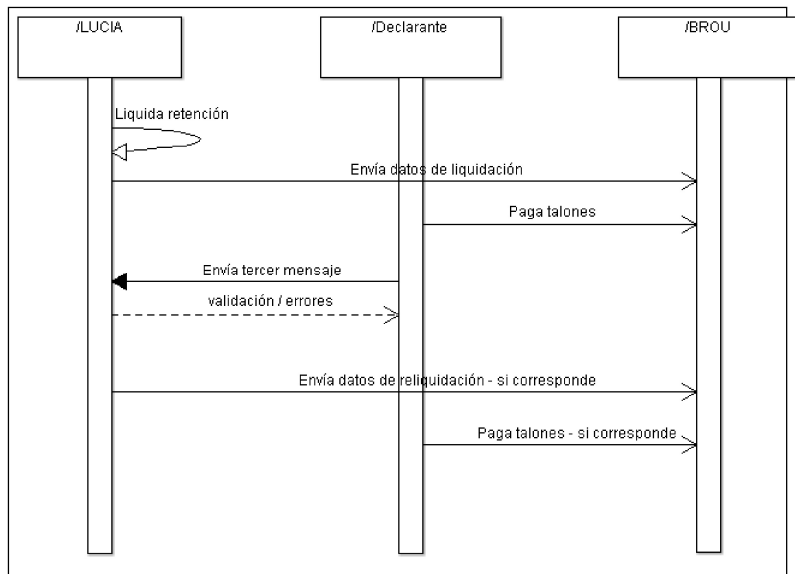 /LUCIA
/Declarante
/BROU
Liquida retención
Envía datos de liquidación
Paga talones
Envía tercer mensaje
validación / errores
Envía datos de reliquidación - si corresponde
Paga talones - si corresponde